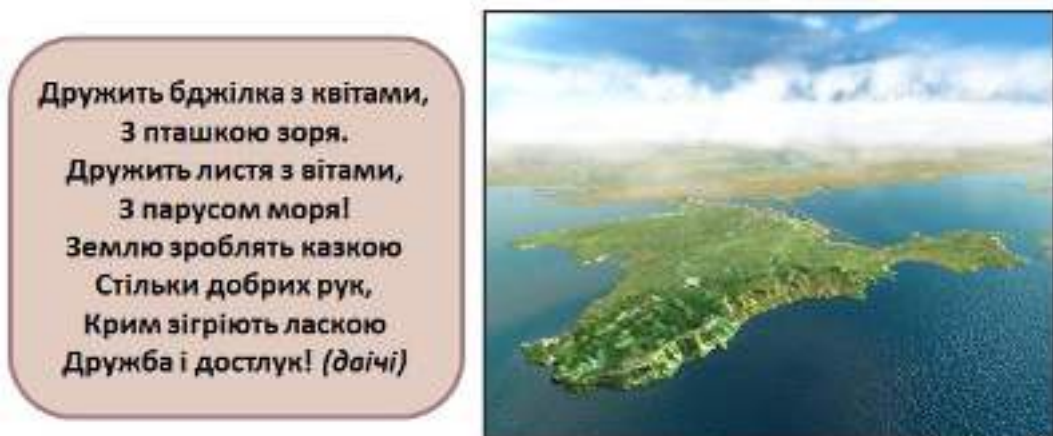 Дружить бджілка з квітами,
З пташкою зоря.
Дружить листя з вітами,
З парусом моря!
Землю зроблять казкою
Стільки добрих рук,
Крим зігріють ласкою
Дружба і достлук! (двічі)